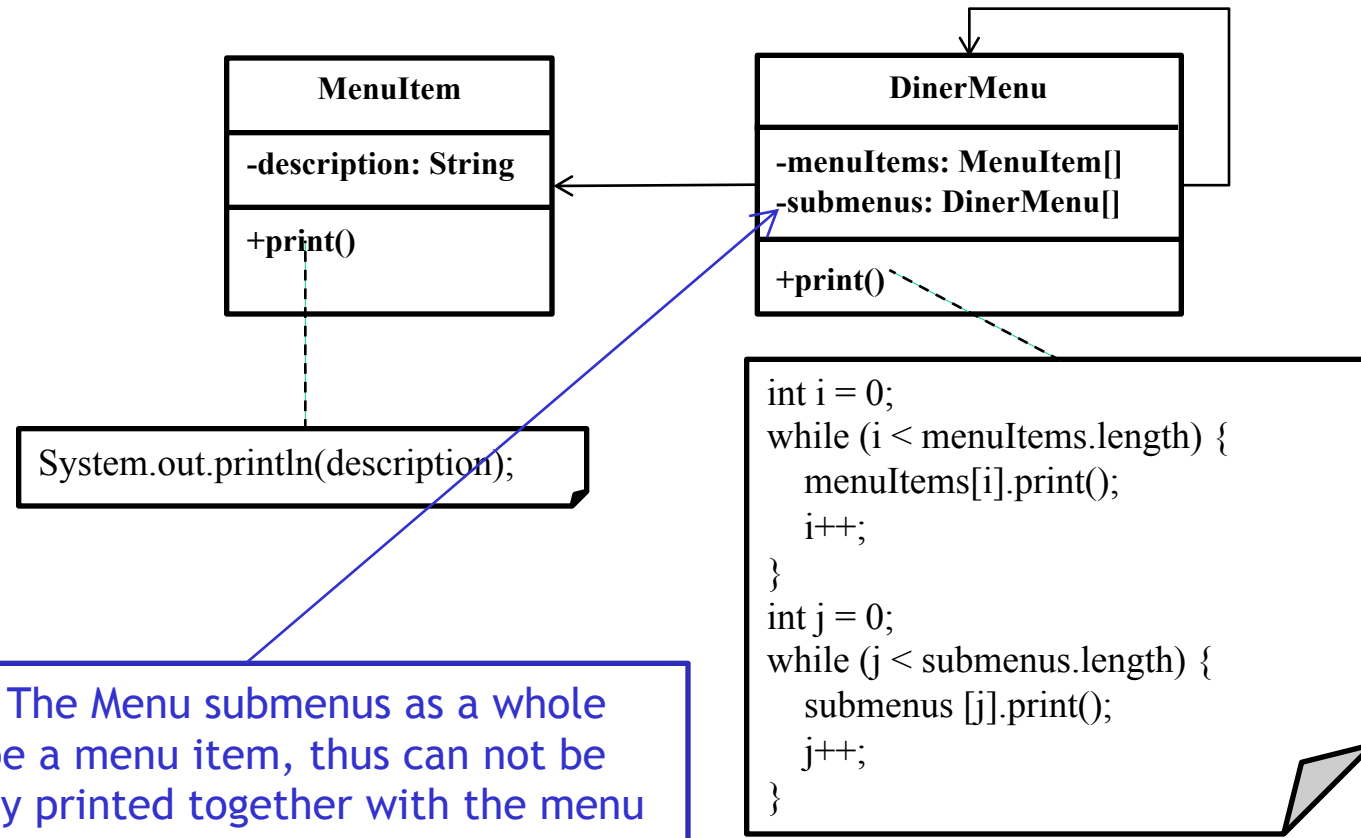 MenuItem
-description: String
+print()
DinerMenu
-menuItems: MenuItem[]
-submenus: DinerMenu[]
+print()
System.out.println(description);
int i = 0;
while (i < menuItems.length) {
menuItems[i].print();
i++;
}
int j = 0;
while (j < submenus.length) {
submenus [j].print();
j++;
}
The Menu submenus as a whole
a menu item, thus can not be
printed together with the menu